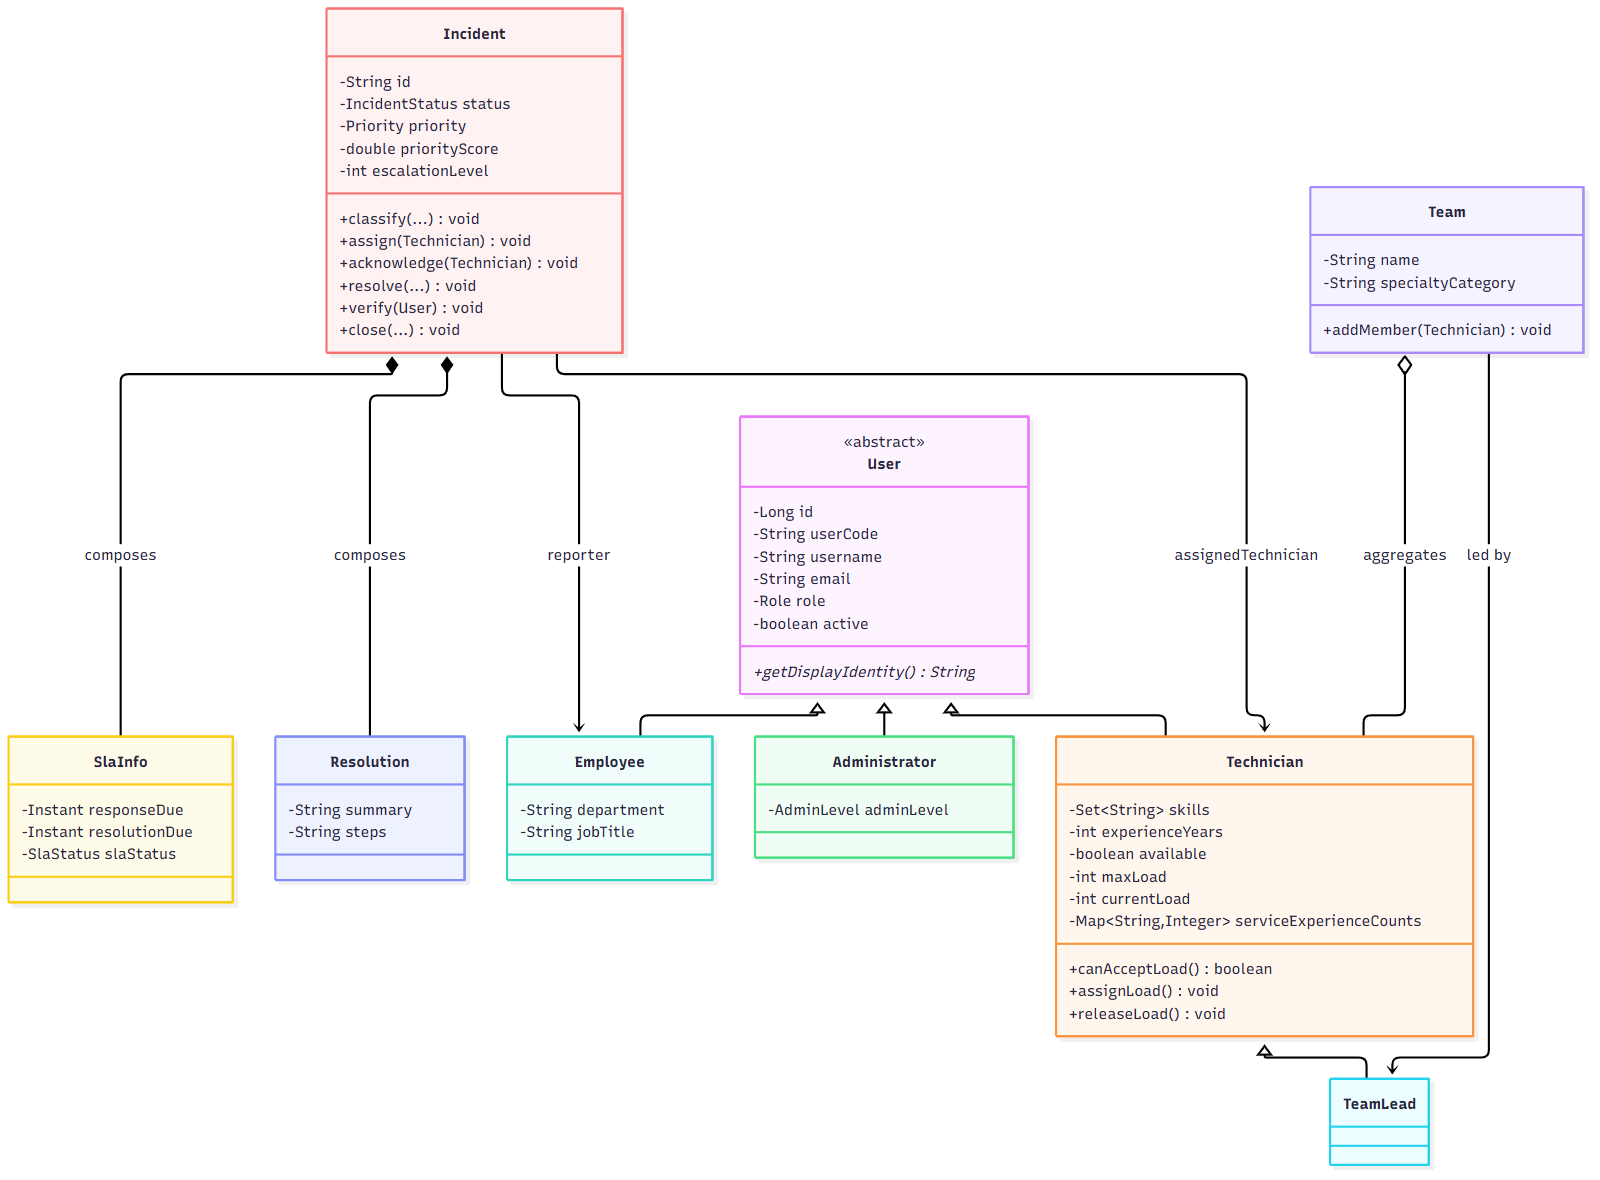 Incident
-String id
-IncidentStatus status
-Priority priority
-double priorityScore
-int escalationLevel
+classify(...) : void
+assign(Technician) : void
+acknowledge(Technician) : void
+resolve(...) : void
+verify(User) : void
+close(...) : void
Team
-String name
-String specialtyCategory
+addMember(Technician) : void
«abstract»
User
-Long id
-String userCode
-String username
-String email
-Role role
-boolean active
+getDisplayIdentity() : String
composes
composes
reporter
assignedTechnician
aggregates
led by
SlaInfo
-Instant responseDue
-Instant resolutionDue
-SlaStatus slaStatus
Resolution
-String summary
-String steps
Employee
-String department
-String jobTitle
Administrator
-AdminLevel adminLevel
Technician
-Set<String> skills
-int experienceYears
-boolean available
-int maxLoad
-int currentLoad
-Map<String,Integer> serviceExperienceCounts
+canAcceptLoad() : boolean
+assignLoad() : void
+releaseLoad() : void
TeamLead